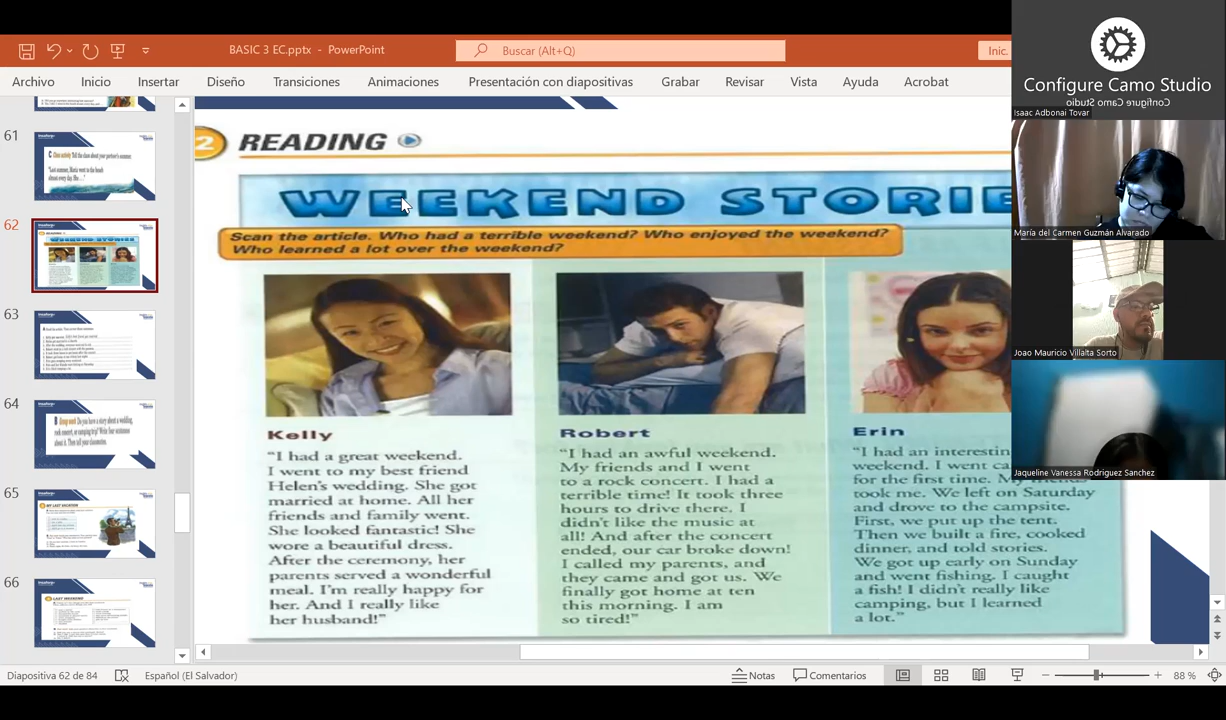 BASIC 3 EC.pptx - PowerPoint
Buscar (Alt+Q)
Inic.
Archivo
Inicio
Insertar
Diseño
Transiciones
Animaciones
Presentación con diapositivas
Grabar
Revisar
Vista
Ayuda
Acrobat
Configure Camo Studio
Configure Camo Studio
Isaac Adbonai Tovar
María del Carmen Guzmán Alvarado
Joao Mauricio Villalta Sorto
Jaqueline Vanessa Rodriguez Sanchez
61
62
63
64
65
66
2 READING
WEEKEND STORIE
Scan the article. Who had a terrible weekend? Who enjoyed the weekend?
Who learned a lot over the weekend?
Kelly
"I had a great weekend.
I went to my best friend
Helen's wedding. She got
married at home. All her
friends and family went.
She looked fantastic! She
wore a beautiful dress.
After the ceremony, her
parents served a wonderful
meal. I'm really happy for
her. And I really like
her husband!"
Robert
"I had an awful weekend.
My friends and I went
to a rock concert. I had a
terrible time! It took three
hours to drive there. I
didn't like the music at
all! And after the concert
ended, our car broke down!
I called my parents, and
they came and got us. We
finally got home at ten
this morning. I am
so tired!"
Erin
"I had an interestin
weekend. I went ca
for the first time. My friends
took me. We left on Saturday
and drove to the campsite.
First, we put up the tent.
Then we built a fire, cooked
dinner, and told stories.
We got up early on Sunday
and went fishing. I caught
a fish! I didn't really like
camping, but I learned
a lot."
Diapositiva 62 de 84
Español (El Salvador)
Notas
Comentarios
88 %